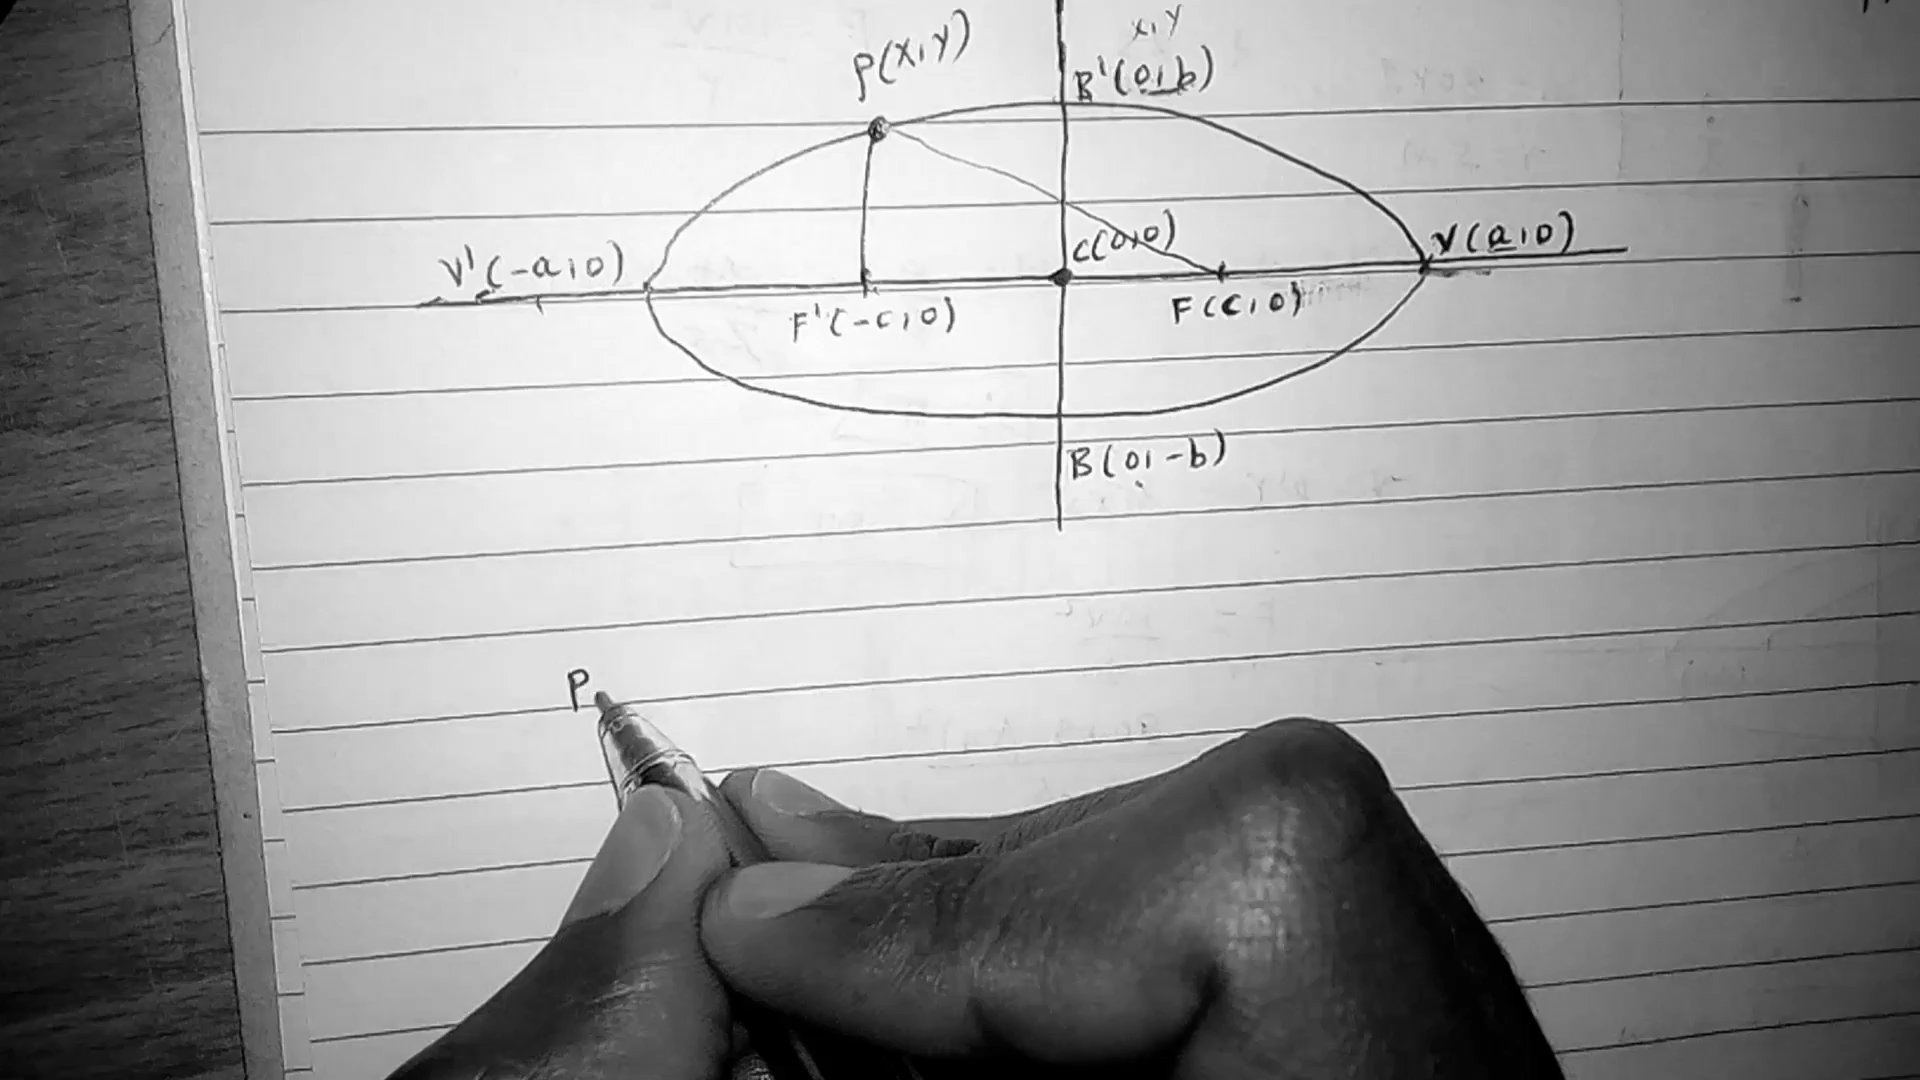 x, y
P(x, y)
B'(0, b)
C(0, 0)
V(a, 0)
V'(-a, 0)
F'(-c, 0)
F(c, 0)
B(0, -b)
P